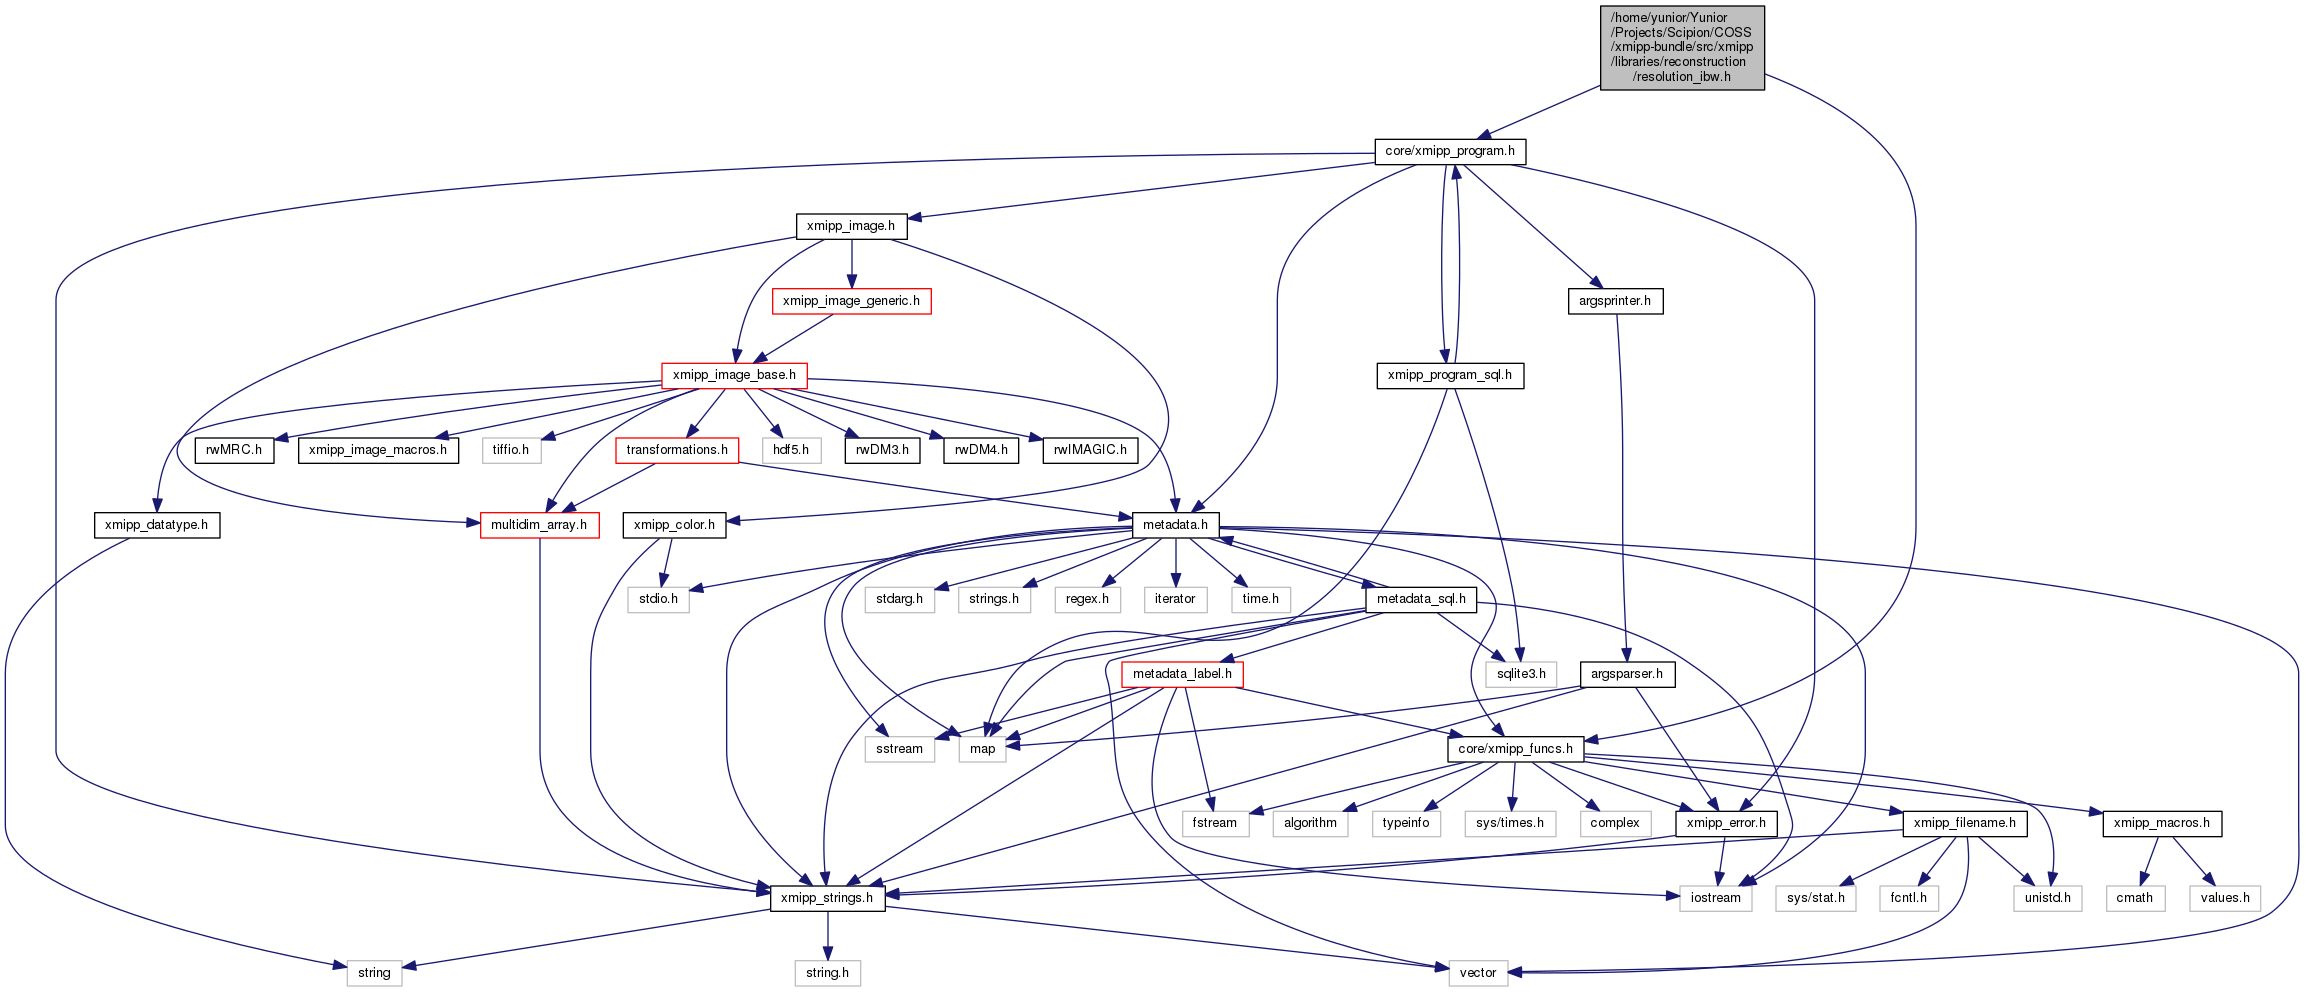 /home/yunior/Yunior
/Projects/Scipion/COSS
/xmipp-bundle/src/xmipp
/libraries/reconstruction
/resolution_ibw.h
core/xmipp_program.h
xmipp_image.h
xmipp_image_generic.h
argsprinter.h
xmipp_image_base.h
xmipp_program_sql.h
rwMRC.h
xmipp_image_macros.h
tiffio.h
transformations.h
hdf5.h
rwDM3.h
rwDM4.h
rwIMAGIC.h
xmipp_datatype.h
multidim_array.h
xmipp_color.h
metadata.h
stdio.h
stdarg.h
strings.h
regex.h
iterator
time.h
metadata_sql.h
metadata_label.h
sqlite3.h
argsparser.h
sstream
map
core/xmipp_funcs.h
fstream
algorithm
typeinfo
sys/times.h
complex
xmipp_error.h
xmipp_filename.h
xmipp_macros.h
xmipp_strings.h
iostream
sys/stat.h
fcntl.h
unistd.h
cmath
values.h
string
string.h
vector